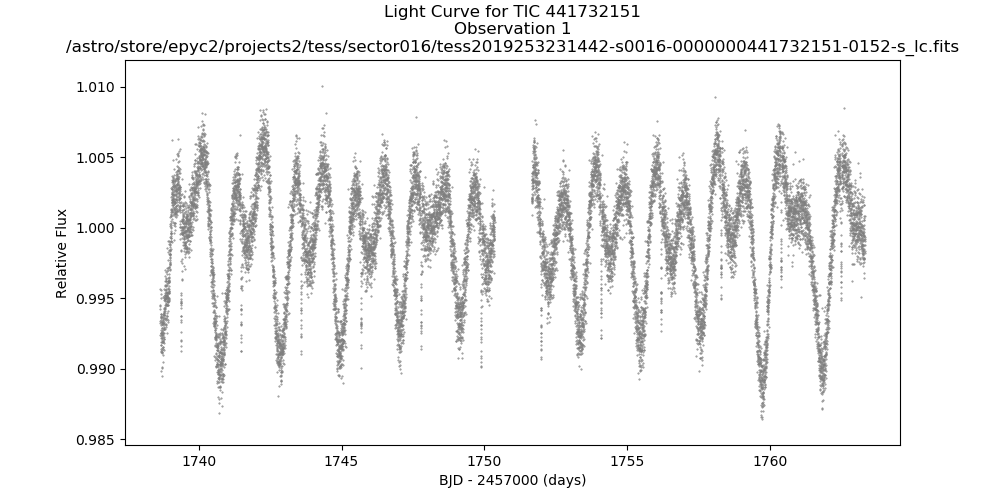 Light Curve for TIC 441732151
Observation 1
/astro/store/epyc2/projects2/tess/sector016/tess2019253231442-s0016-0000000441732151-0152-s_lc.fits
1.010
1.005
1.000
0.995
0.990
0.985
Relative Flux
1740
1745
1750
1755
1760
BJD - 2457000 (days)